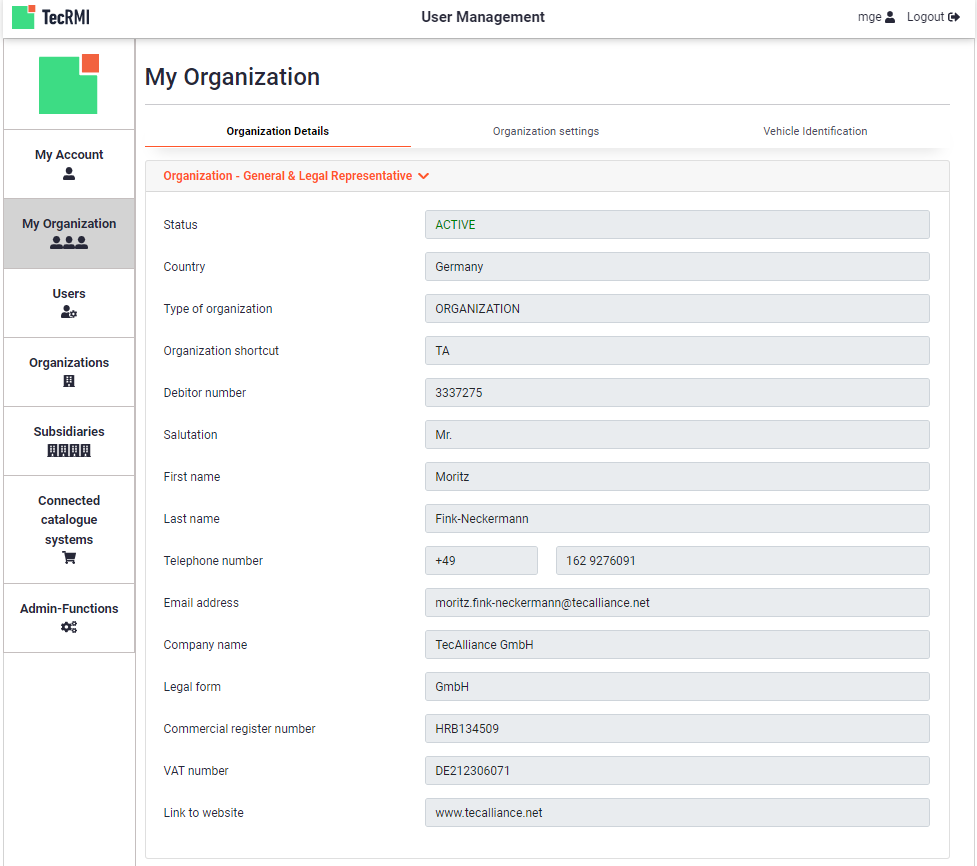 TecRMI
User Management
mge
Logout
My Account
My Organization
Users
Organizations
Subsidiaries
Connected
catalogue
systems
Admin-Functions
My Organization
Organization Details
Organization settings
Vehicle Identification
Organization - General & Legal Representative
Status ACTIVE
Country Germany
Type of organization ORGANIZATION
Organization shortcut TA
Debitor number 3337275
Salutation Mr.
First name Moritz
Last name Fink-Neckermann
Telephone number +49 162 9276091
Email address moritz.fink-neckermann@tecalliance.net
Company name TecAlliance GmbH
Legal form GmbH
Commercial register number HRB134509
VAT number DE212306071
Link to website www.tecalliance.net